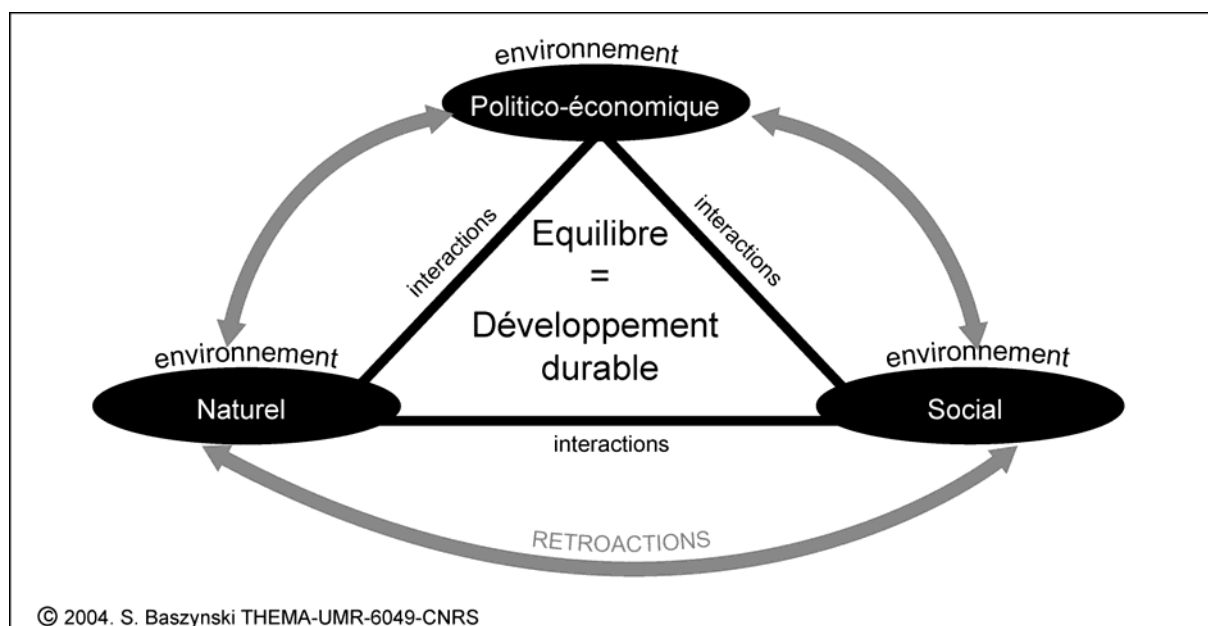 environnement
Politico-économique
interactions
interactions
Equilibre
=
Développement
durable
environnement
Naturel
environnement
Social
interactions
RETROACTIONS
© 2004. S. Baszynski THEMA-UMR-6049-CNRS